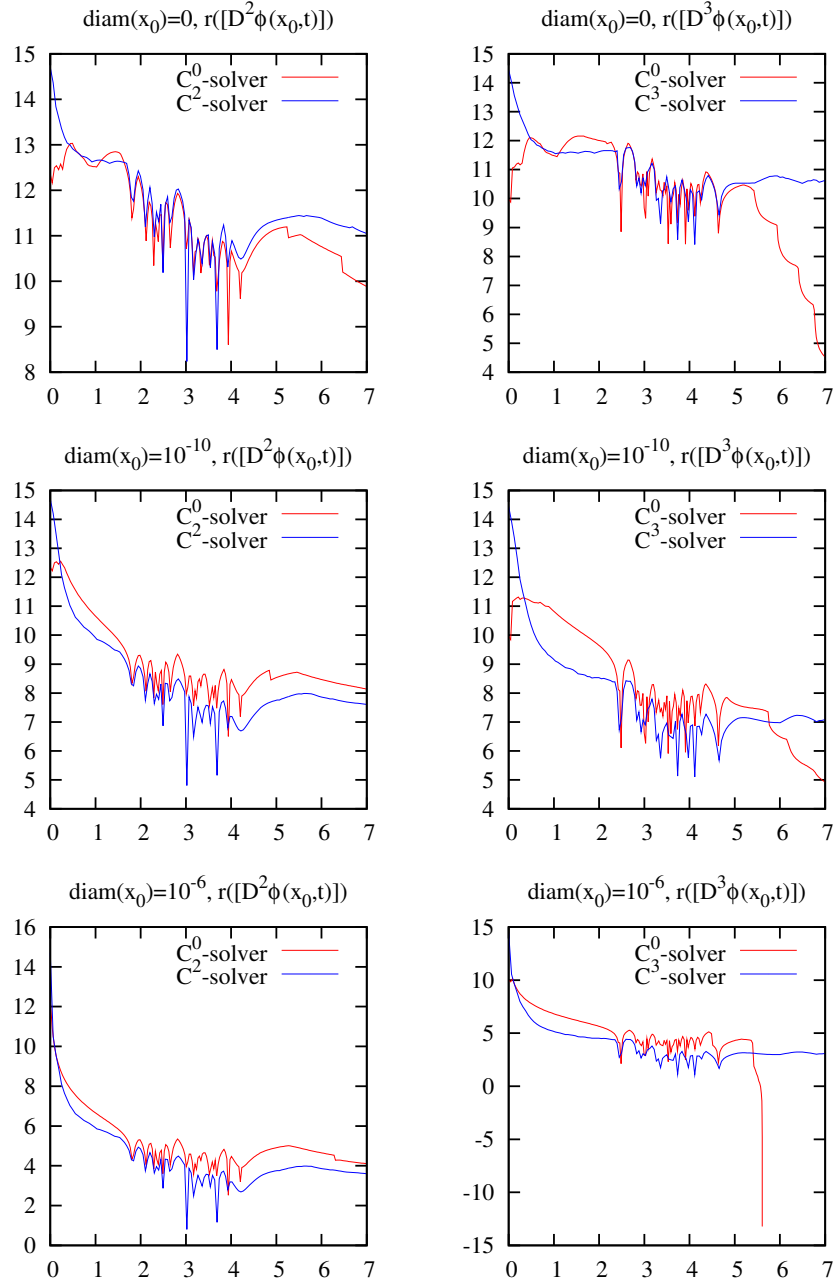 diam(x₀)=0, r([D²ϕ(x₀,t)])
C⁰-solver
C²-solver
15
14
13
12
11
10
9
8
0 1 2 3 4 5 6 7
diam(x₀)=0, r([D³ϕ(x₀,t)])
C⁰-solver
C³-solver
15
14
13
12
11
10
9
8
7
6
5
4
0 1 2 3 4 5 6 7
diam(x₀)=10⁻¹⁰, r([D²ϕ(x₀,t)])
C⁰-solver
C²-solver
15
14
13
12
11
10
9
8
7
6
5
4
0 1 2 3 4 5 6 7
diam(x₀)=10⁻¹⁰, r([D³ϕ(x₀,t)])
C⁰-solver
C³-solver
15
14
13
12
11
10
9
8
7
6
5
4
0 1 2 3 4 5 6 7
diam(x₀)=10⁻⁶, r([D²ϕ(x₀,t)])
C⁰-solver
C²-solver
16
14
12
10
8
6
4
2
0
0 1 2 3 4 5 6 7
diam(x₀)=10⁻⁶, r([D³ϕ(x₀,t)])
C⁰-solver
C³-solver
15
10
5
0
-5
-10
-15
0 1 2 3 4 5 6 7